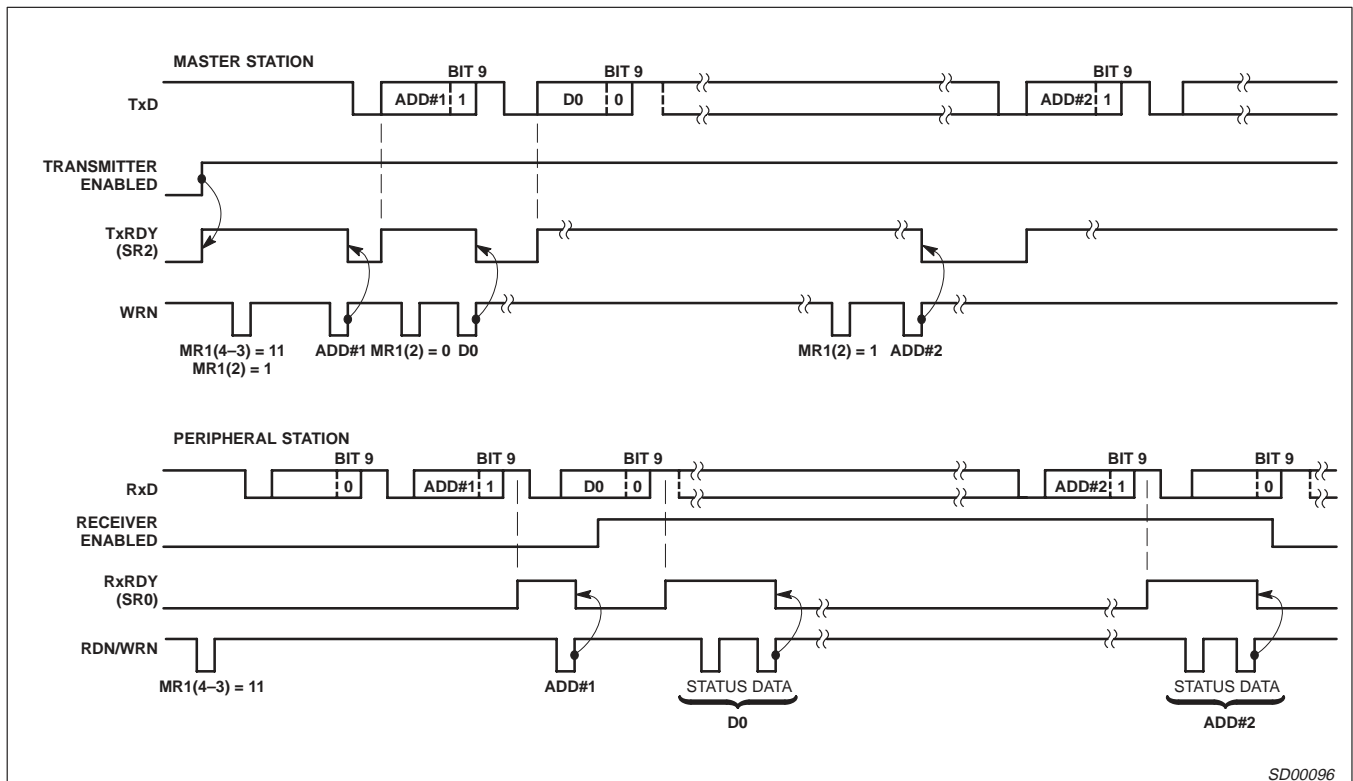 MASTER STATION
BIT 9 BIT 9 BIT 9
TxD ADD#1 1 D0 0 ADD#2 1
TRANSMITTER
ENABLED
TxRDY
(SR2)
WRN
MR1(4–3) = 11 ADD#1 MR1(2) = 0 D0 MR1(2) = 1 ADD#2
MR1(2) = 1
PERIPHERAL STATION
BIT 9 BIT 9 BIT 9 BIT 9 BIT 9
RxD 0 ADD#1 1 D0 0 ADD#2 1 0
RECEIVER
ENABLED
RxRDY
(SR0)
RDN/WRN
MR1(4–3) = 11 ADD#1 STATUS DATA STATUS DATA
D0 ADD#2
SD00096